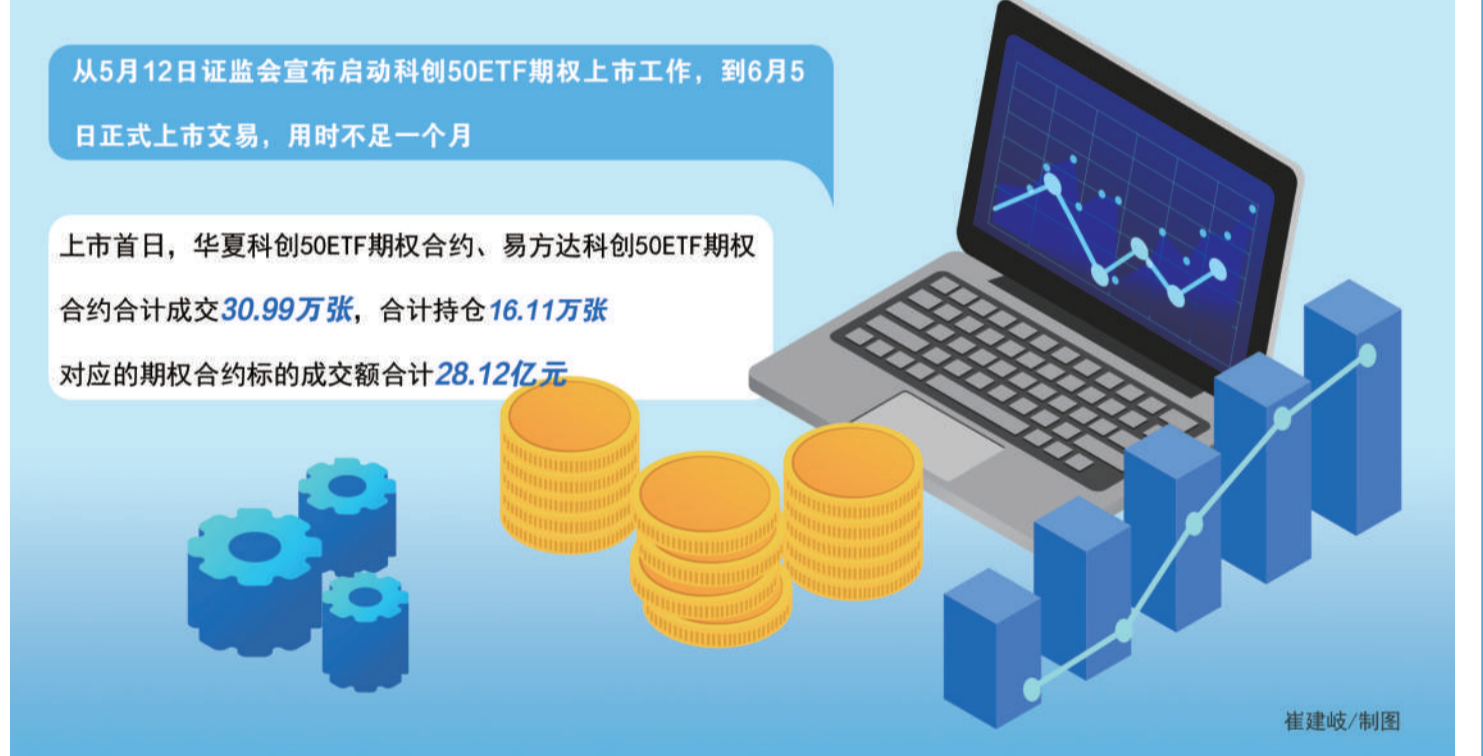 从5月12日证监会宣布启动科创50ETF期权上市工作，到6月5
日正式上市交易，用时不足一个月
上市首日，华夏科创50ETF期权合约、易方达科创50ETF期权
合约合计成交30.99万张，合计持仓16.11万张
对应的期权合约标的成交额合计28.12亿元
崔建岐/制图